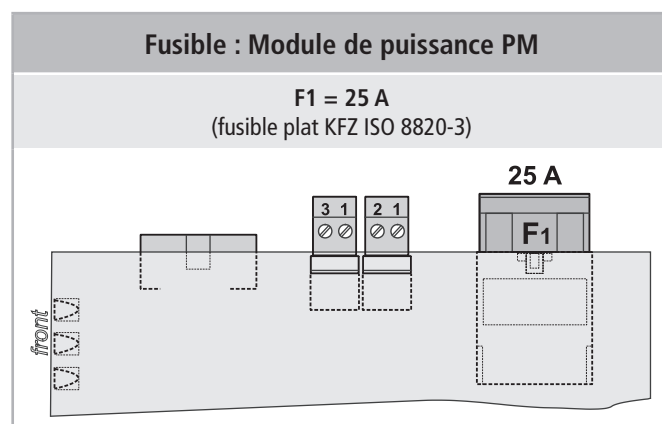 Fusible : Module de puissance PM
F1 = 25 A
(fusible plat KFZ ISO 8820-3)
25 A
3 1 2 1
F1
front